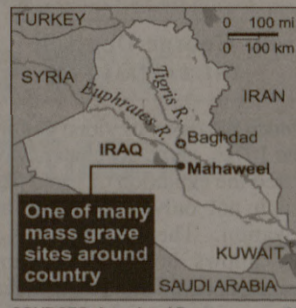 TURKEY
0 100 mi
0 100 km
SYRIA
Tigris R.
IRAN
Euphrates R.
Baghdad
IRAQ
Mahaweel
One of many
mass grave
sites around
country
KUWAIT
SAUDI ARABIA